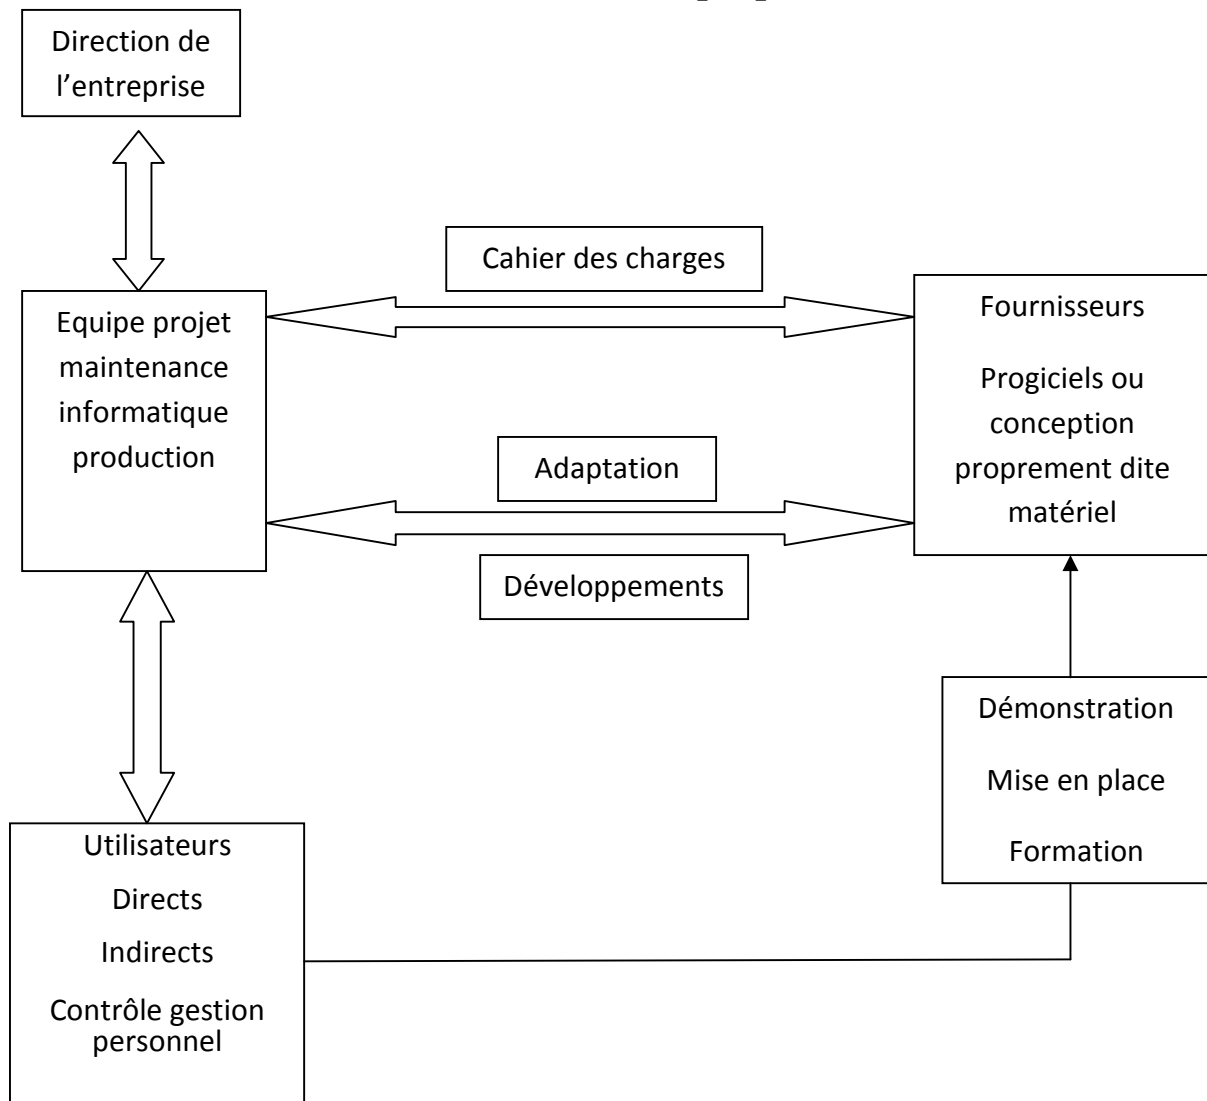 Direction de
l'entreprise
Cahier des charges
Equipe projet
maintenance
informatique
production
Fournisseurs
Progiciels ou
conception
proprement dite
matériel
Adaptation
Développements
Démonstration
Mise en place
Formation
Utilisateurs
Directs
Indirects
Contrôle gestion
personnel